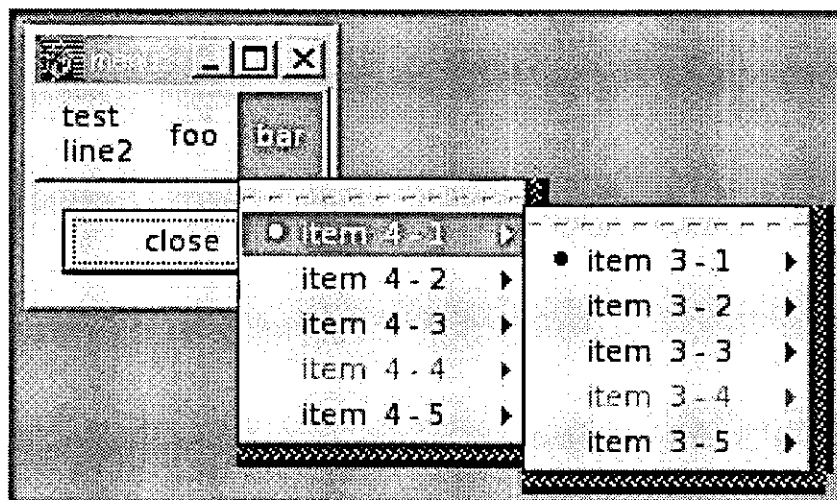 menus
test
line2
foo
bar
close
item 4 - 1
item 4 - 2
item 4 - 3
item 4 - 4
item 4 - 5
item 3 - 1
item 3 - 2
item 3 - 3
item 3 - 4
item 3 - 5